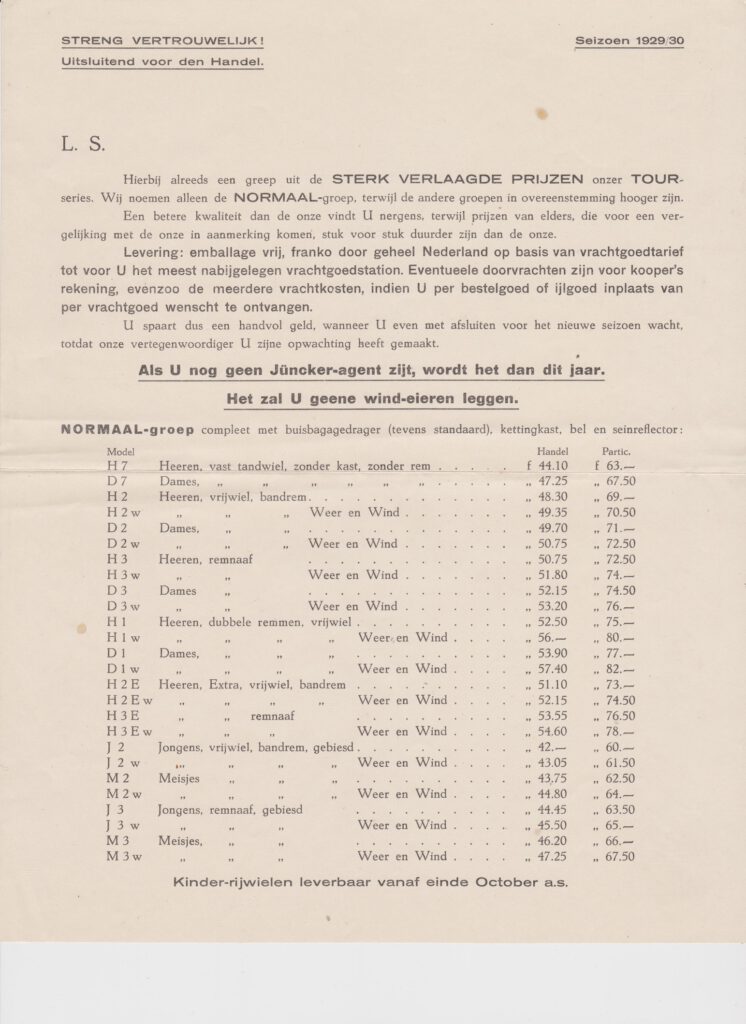 STRENG VERTROUWELIJK! Seizoen 1929/30
Uitsluitend voor den Handel.
L. S.
Hierbij alreeds een greep uit de STERK VERLAAGDE PRIJZEN onzer TOUR-
series. Wij noemen alleen de NORMAAL-groep, terwijl de andere groepen in overeenstemming hooger zijn.
Een betere kwaliteit dan de onze vindt U nergens, terwijl prijzen van elders, die voor een ver-
gelijking met de onze in aanmerking komen, stuk voor stuk duurder zijn dan de onze.
Levering: emballage vrij, franko door geheel Nederland op basis van vrachtgoedtarief
tot voor U het meest nabijgelegen vrachtgoedstation. Eventueele doorvrachten zijn voor kooper's
rekening, evenzoo de meerdere vrachtkosten, indien U per bestelgoed of ijlgoed inplaats van
per vrachtgoed wenscht te ontvangen.
U spaart dus een handvol geld, wanneer U even met afsluiten voor het nieuwe seizoen wacht,
totdat onze vertegenwoordiger U zijne opwachting heeft gemaakt.
Als U nog geen Jüncker-agent zijt, wordt het dan dit jaar.
Het zal U geene wind-eieren leggen.
NORMAAL-groep compleet met buisbagagedrager (tevens standaard), kettingkast, bel en seinreflector:
Model Handel Partic.
H 7 Heeren, vast tandwiel, zonder kast, zonder rem . . . . . f 44.10 f 63.—
D 7 Dames, „ „ „ „ „ „ . . . . . „ 47.25 „ 67.50
H 2 Heeren, vrijwiel, bandrem . . . . . . . . . . . „ 48.30 „ 69.—
H 2 w „ „ „ Weer en Wind . . . . . . „ 49.35 „ 70.50
D 2 Dames, „ „ . . . . . . . . . . . „ 49.70 „ 71.—
D 2 w „ „ „ Weer en Wind . . . . . . „ 50.75 „ 72.50
H 3 Heeren, remnaaf . . . . . . . . . . . „ 50.75 „ 72.50
H 3 w „ „ Weer en Wind . . . . . . „ 51.80 „ 74.—
D 3 Dames „ . . . . . . . . . . . „ 52.15 „ 74.50
D 3 w „ „ Weer en Wind . . . . . . „ 53.20 „ 76.—
H 1 Heeren, dubbele remmen, vrijwiel . . . . . . . . . „ 52.50 „ 75.—
H 1 w „ „ „ „ Weer en Wind . . . . „ 56.— „ 80.—
D 1 Dames, „ „ „ . . . . . . . . . „ 53.90 „ 77.—
D 1 w „ „ „ „ Weer en Wind . . . . „ 57.40 „ 82.—
H 2 E Heeren, Extra, vrijwiel, bandrem . . . . . . . . . „ 51.10 „ 73.—
H 2 E w „ „ „ „ Weer en Wind . . . . „ 52.15 „ 74.50
H 3 E „ „ remnaaf . . . . . . . . . „ 53.55 „ 76.50
H 3 E w „ „ „ Weer en Wind . . . . „ 54.60 „ 78.—
J 2 Jongens, vrijwiel, bandrem, gebiesd . . . . . . . . . „ 42.— „ 60.—
J 2 w „ „ „ „ Weer en Wind . . . . „ 43.05 „ 61.50
M 2 Meisjes „ „ „ . . . . . . . . . „ 43,75 „ 62.50
M 2 w „ „ „ „ Weer en Wind . . . . „ 44.80 „ 64.—
J 3 Jongens, remnaaf, gebiesd . . . . . . . . . „ 44.45 „ 63.50
J 3 w „ „ „ Weer en Wind . . . . „ 45.50 „ 65.—
M 3 Meisjes, „ „ . . . . . . . . . „ 46.20 „ 66.—
M 3 w „ „ „ Weer en Wind . . . . „ 47.25 „ 67.50
Kinder-rijwielen leverbaar vanaf einde October a.s.